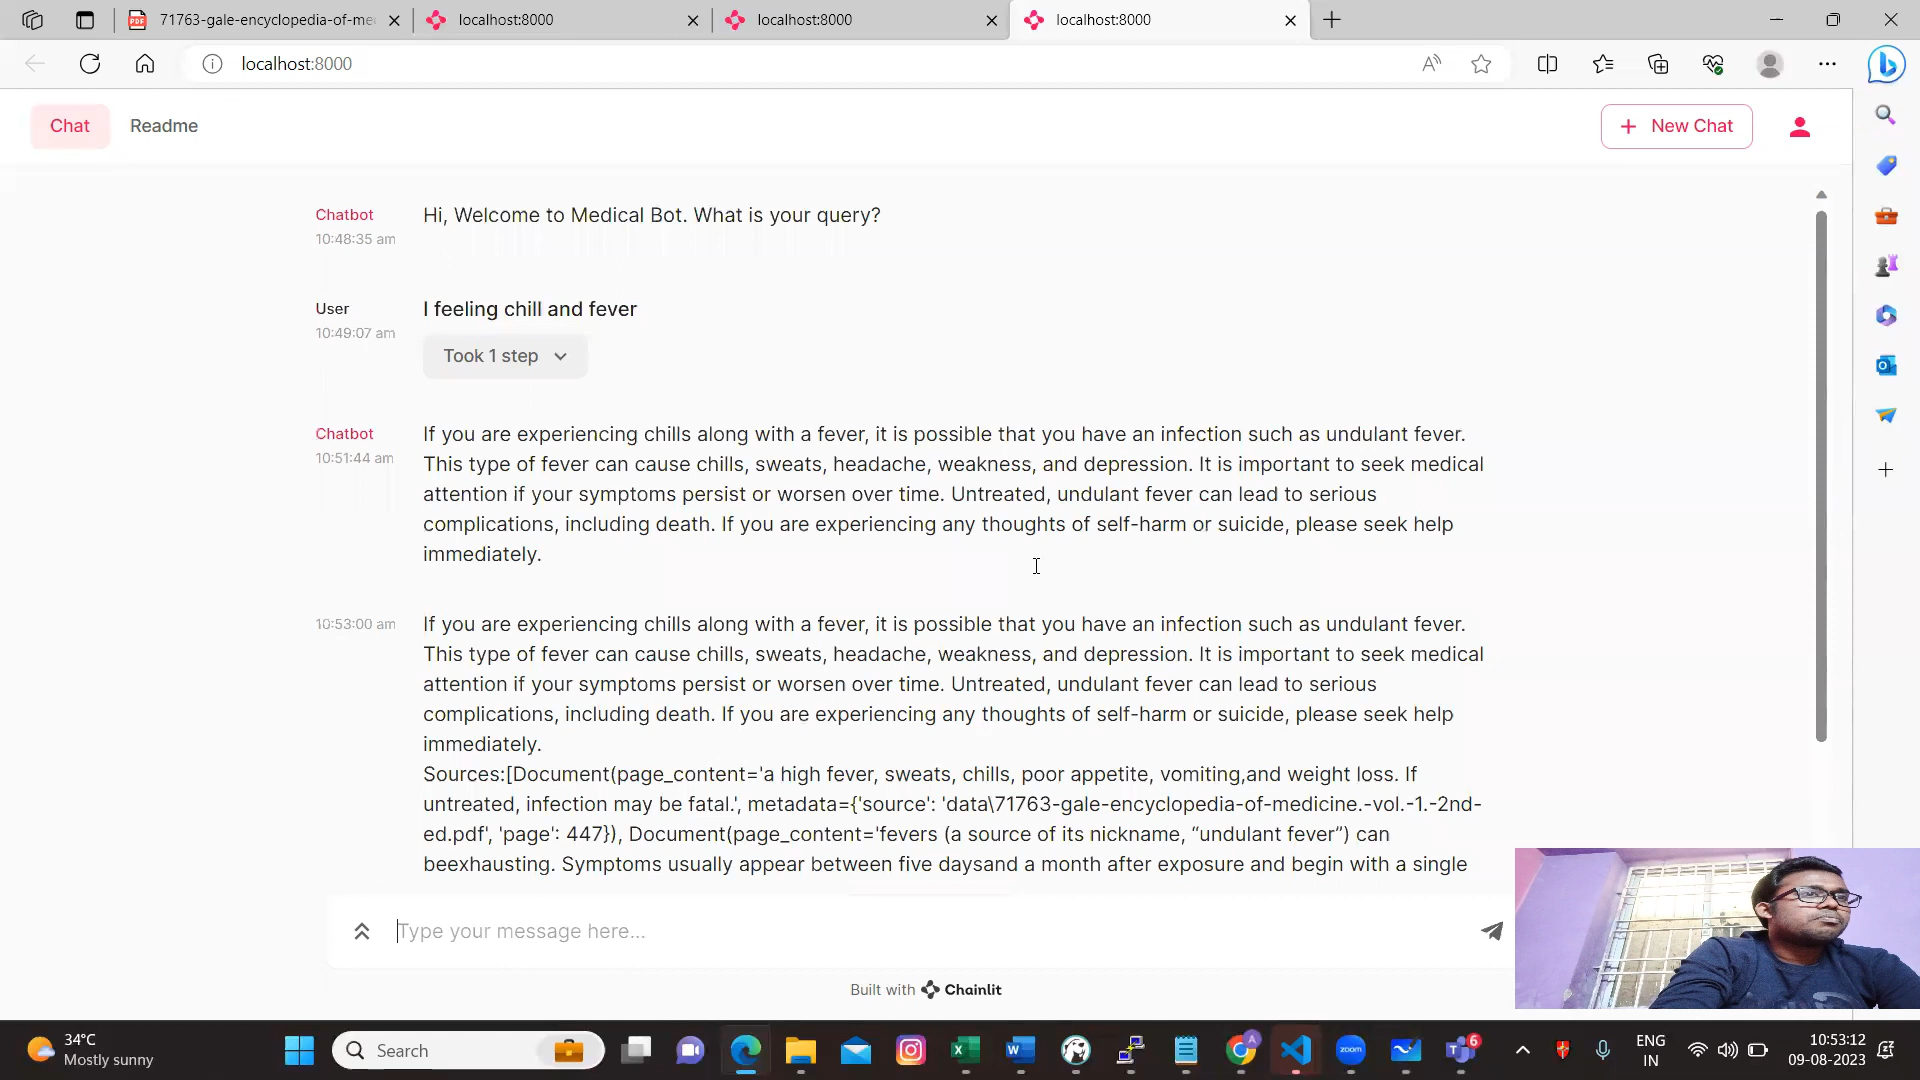 71763-gale-encyclopedia-of-me
localhost:8000
localhost:8000
localhost:8000
localhost:8000
Chat
Readme
+ New Chat
Chatbot
10:48:35 am
Hi, Welcome to Medical Bot. What is your query?
User
10:49:07 am
I feeling chill and fever
Took 1 step
Chatbot
10:51:44 am
If you are experiencing chills along with a fever, it is possible that you have an infection such as undulant fever.
This type of fever can cause chills, sweats, headache, weakness, and depression. It is important to seek medical
attention if your symptoms persist or worsen over time. Untreated, undulant fever can lead to serious
complications, including death. If you are experiencing any thoughts of self-harm or suicide, please seek help
immediately.
10:53:00 am
If you are experiencing chills along with a fever, it is possible that you have an infection such as undulant fever.
This type of fever can cause chills, sweats, headache, weakness, and depression. It is important to seek medical
attention if your symptoms persist or worsen over time. Untreated, undulant fever can lead to serious
complications, including death. If you are experiencing any thoughts of self-harm or suicide, please seek help
immediately.
Sources:[Document(page_content='a high fever, sweats, chills, poor appetite, vomiting,and weight loss. If
untreated, infection may be fatal.', metadata={'source': 'data\71763-gale-encyclopedia-of-medicine.-vol.-1.-2nd-
ed.pdf', 'page': 447}), Document(page_content='fevers (a source of its nickname, “undulant fever”) can
beexhausting. Symptoms usually appear between five daysand a month after exposure and begin with a single
Type your message here...
Built with Chainlit
34°C
Mostly sunny
Search
zoom
6
ENG
IN
10:53:12
09-08-2023